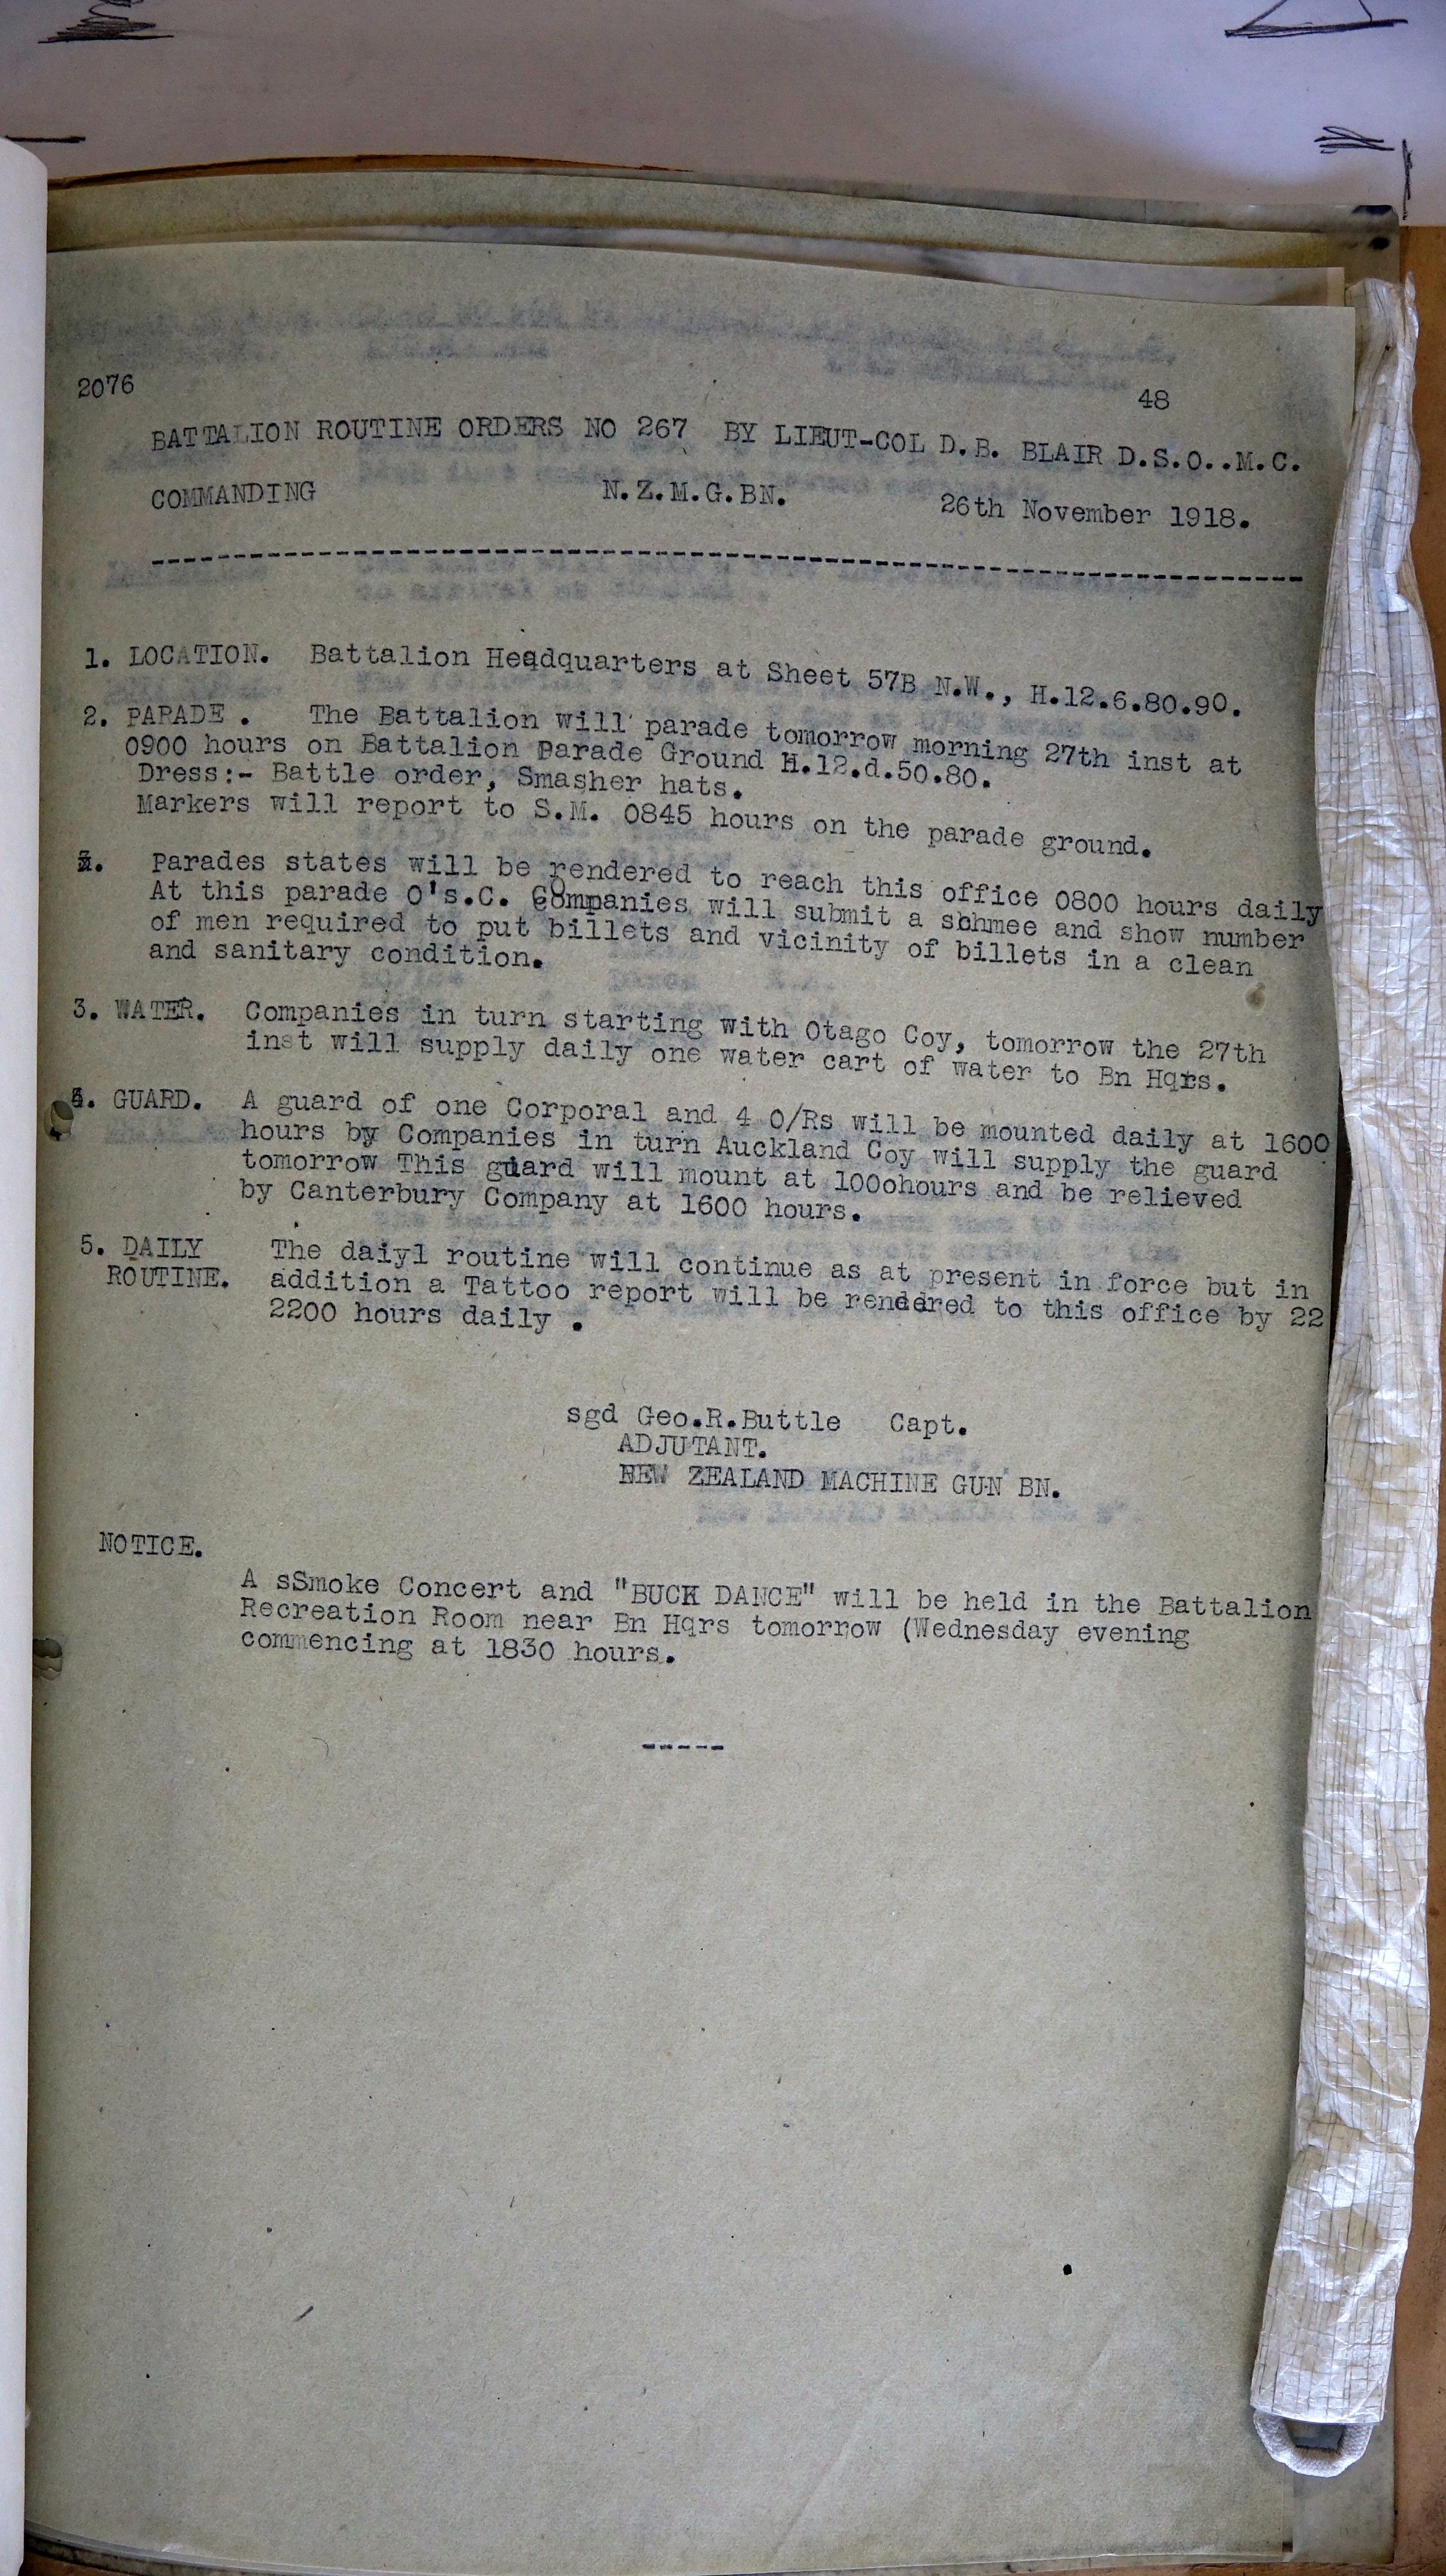 2076
48
BATTALION ROUTINE ORDERS NO 267 BY LIEUT-COL D.B. BLAIR D.S.O..M.C.
COMMANDING N.Z.M.G.BN. 26th November 1918.
--------------------------------------------------
1. LOCATION. Battalion Headquarters at Sheet 57B N.W., H.12.6.80.90.
2. PARADE . The Battalion will parade tomorrow morning 27th inst at
0900 hours on Battalion Parade Ground H.12.d.50.80.
Dress:- Battle order, Smasher hats.
Markers will report to S.M. 0845 hours on the parade ground.
Parades states will be rendered to reach this office 0800 hours daily
At this parade O's.C. Companies will submit a schmee and show number
of men required to put billets and vicinity of billets in a clean
and sanitary condition.
3. WATER. Companies in turn starting with Otago Coy, tomorrow the 27th
inst will supply daily one water cart of water to Bn Hqrs.
4. GUARD. A guard of one Corporal and 4 O/Rs will be mounted daily at 1600
hours by Companies in turn Auckland Coy will supply the guard
tomorrow This guard will mount at 1000hours and be relieved
by Canterbury Company at 1600 hours.
5. DAILY The daiyl routine will continue as at present in force but in
ROUTINE. addition a Tattoo report will be rendered to this office by 22
2200 hours daily .
sgd Geo.R.Buttle Capt.
ADJUTANT.
NEW ZEALAND MACHINE GUN BN.
NOTICE.
A sSmoke Concert and "BUCK DANCE" will be held in the Battalion
Recreation Room near Bn Hqrs tomorrow (Wednesday evening
commencing at 1830 hours.
-----